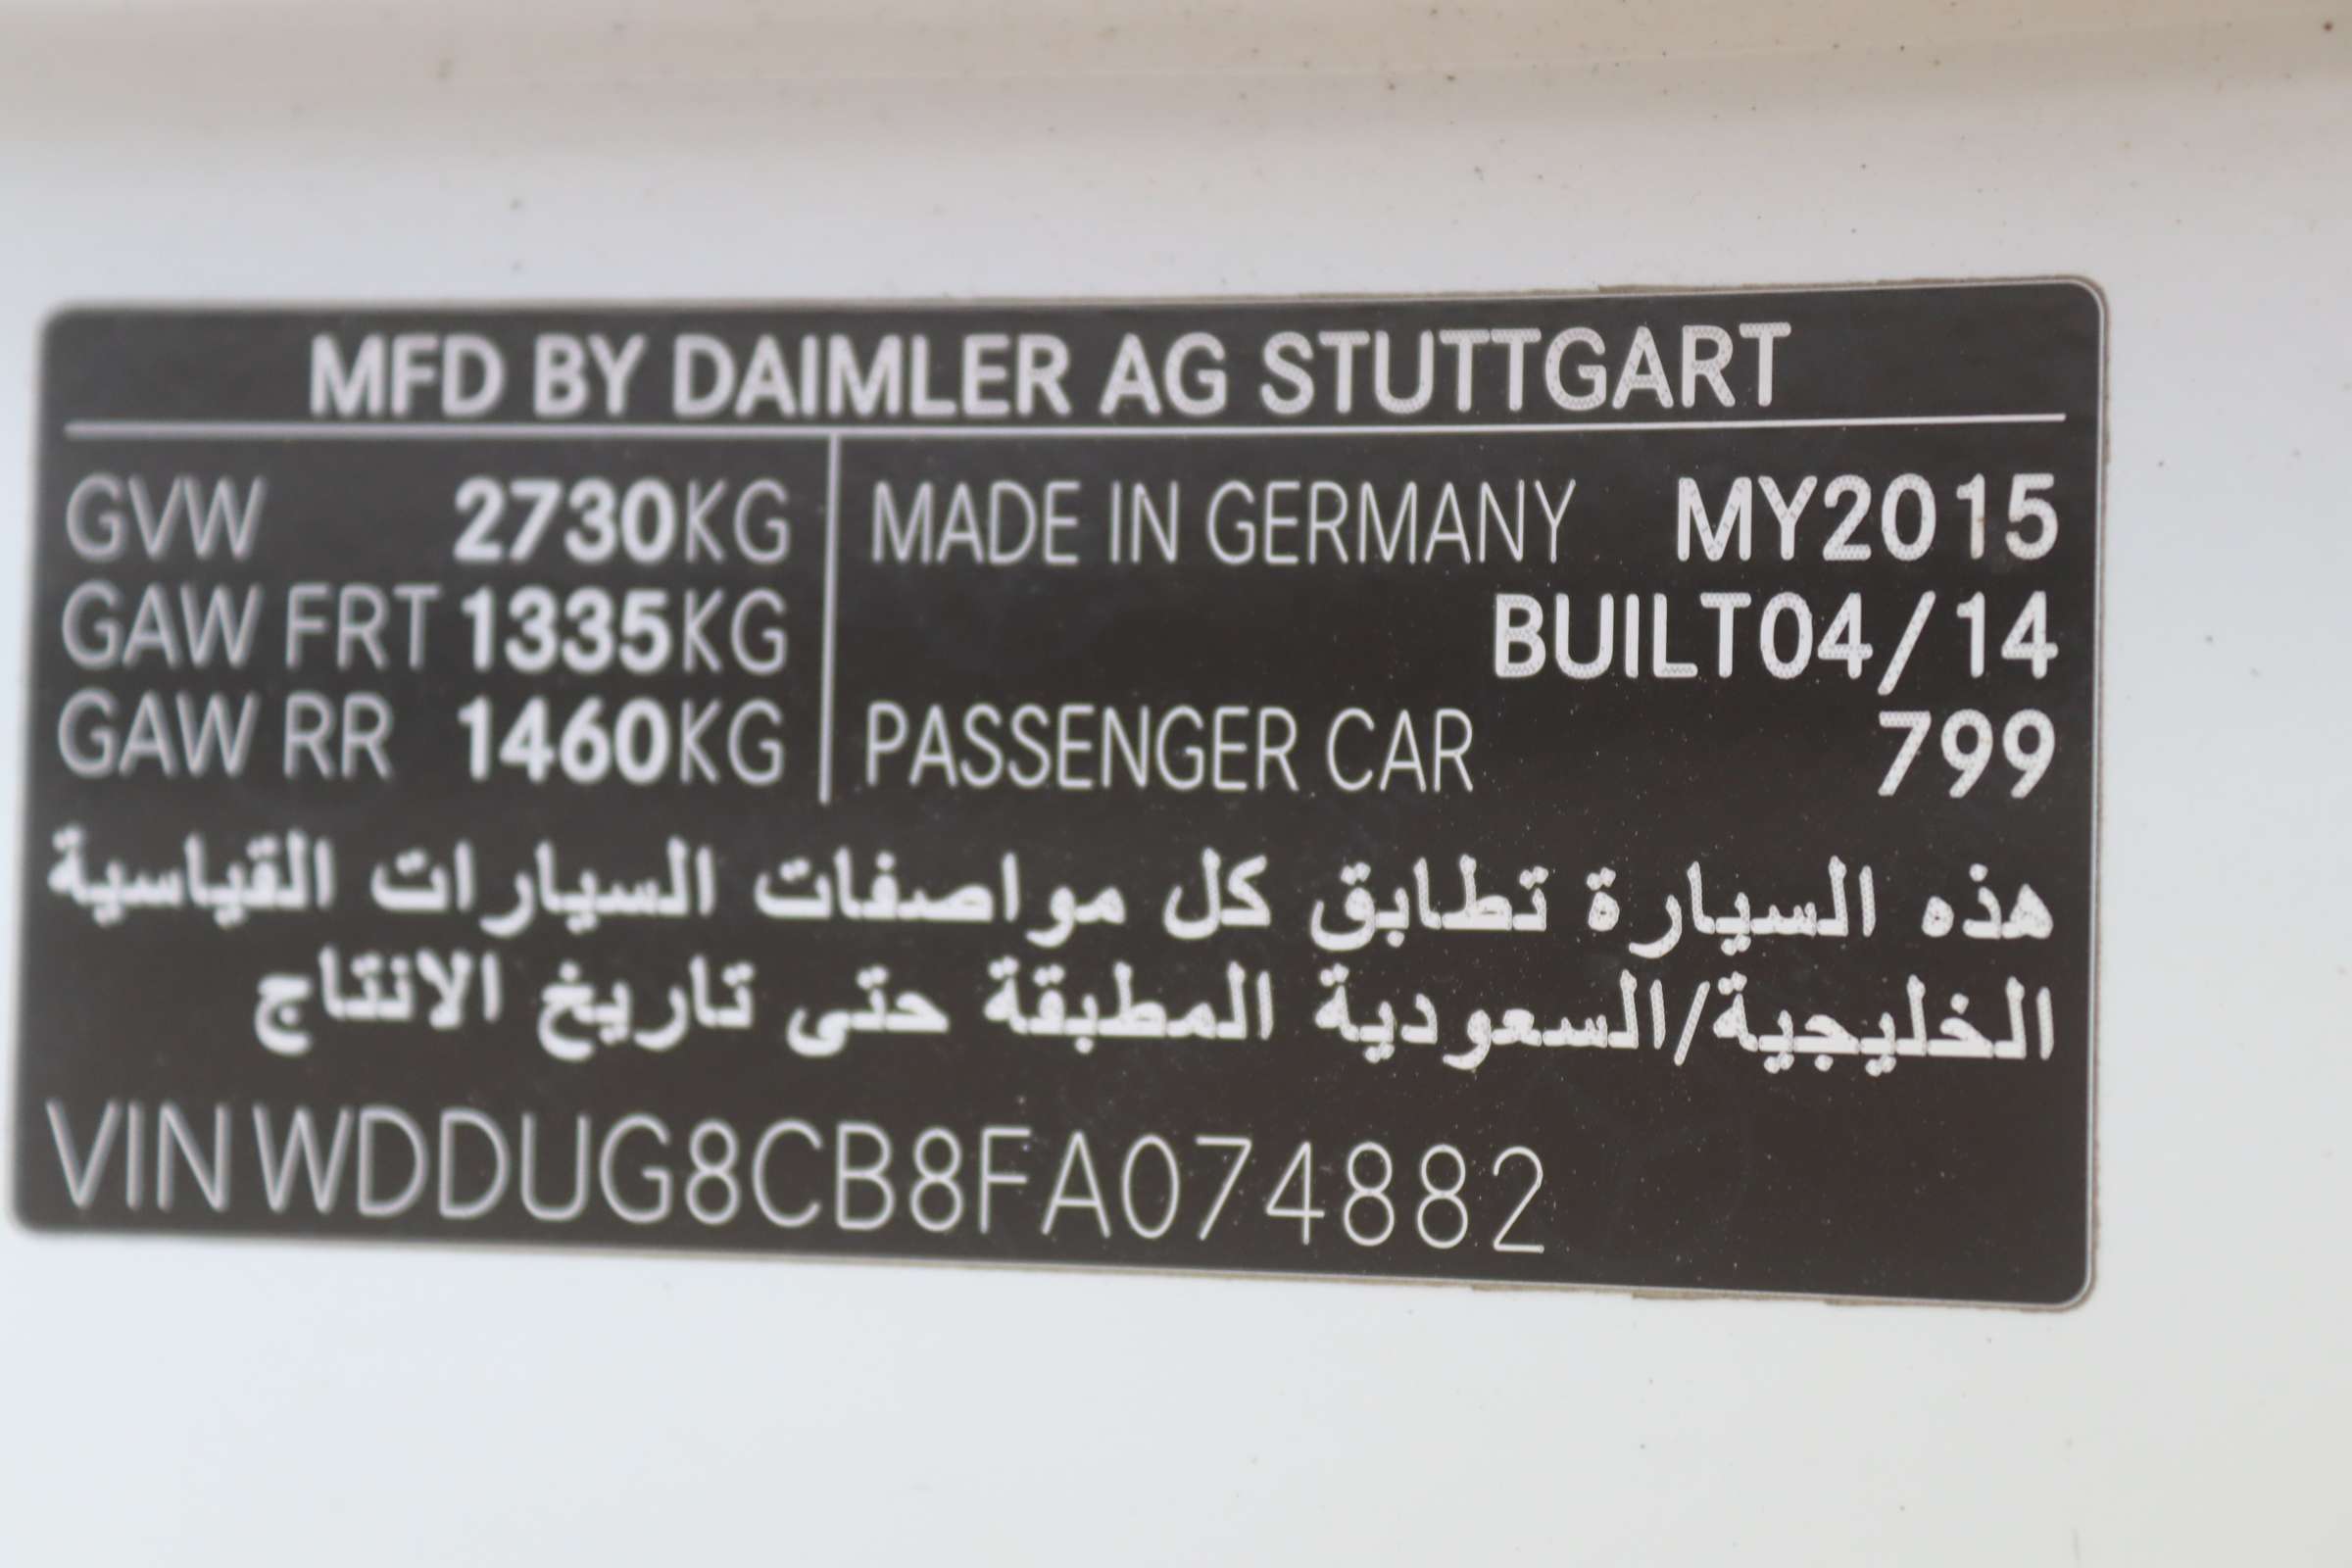 MFD BY DAIMLER AG STUTTGART
GVW 2730KG
GAW FRT 1335KG
GAW RR 1460KG
MADE IN GERMANY MY2015
BUILT04/14
PASSENGER CAR 799
هذه السيارة تطابق كل مواصفات السيارات القياسية
الخليجية/السعودية المطبقة حتى تاريخ الانتاج
VIN WDDUG8CB8FA074882